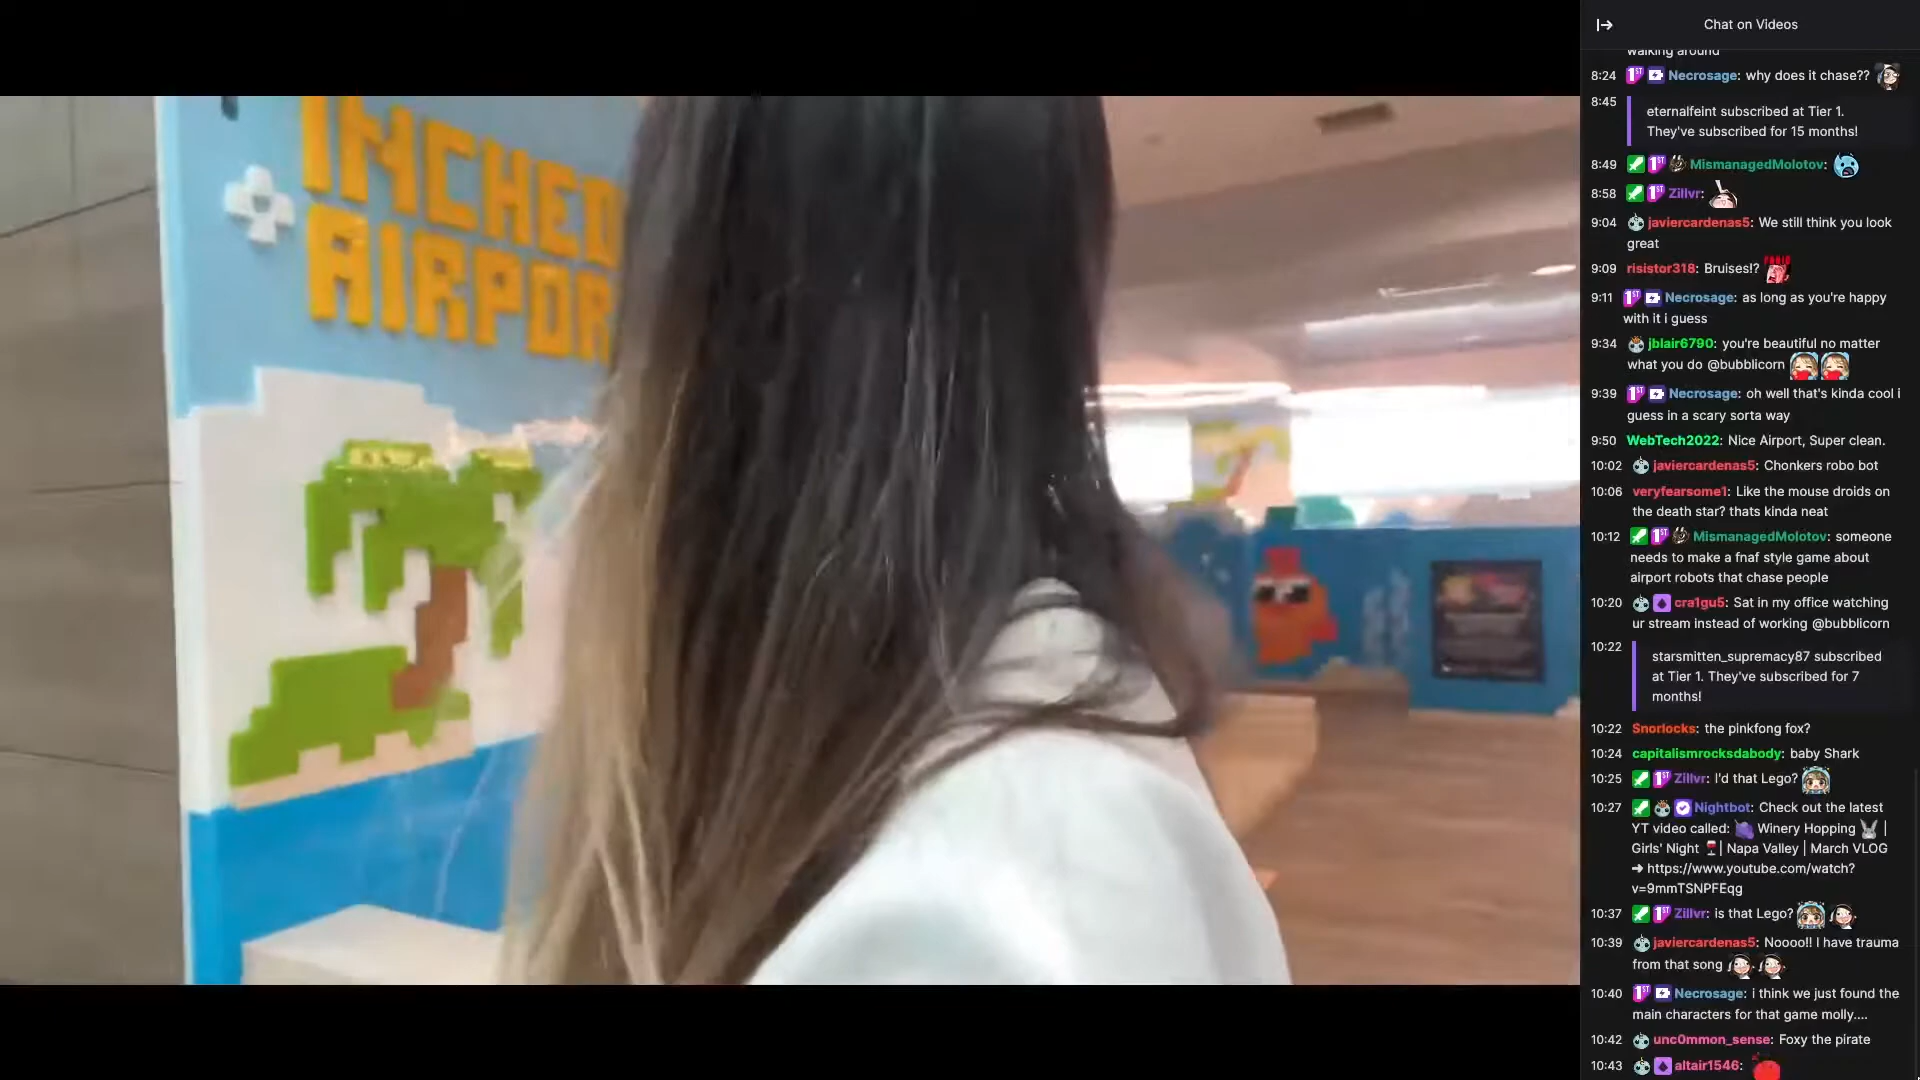 INCHEO
AIRPOR
Chat on Videos
walking around
8:24 Necrosage: why does it chase??
8:45
eternalfeint subscribed at Tier 1.
They've subscribed for 15 months!
8:49 MismanagedMolotov:
8:58 Zillvr:
9:04 javiercardenas5: We still think you look
great
9:09 risistor318: Bruises!?
9:11 Necrosage: as long as you're happy
with it i guess
9:34 jblair6790: you're beautiful no matter
what you do @bubblicorn
9:39 Necrosage: oh well that's kinda cool i
guess in a scary sorta way
9:50 WebTech2022: Nice Airport, Super clean.
10:02 javiercardenas5: Chonkers robo bot
10:06 veryfearsome1: Like the mouse droids on
the death star? thats kinda neat
10:12 MismanagedMolotov: someone
needs to make a fnaf style game about
airport robots that chase people
10:20 cra1gu5: Sat in my office watching
ur stream instead of working @bubblicorn
10:22
starsmitten_supremacy87 subscribed
at Tier 1. They've subscribed for 7
months!
10:22 Snorlocks: the pinkfong fox?
10:24 capitalismrocksdabody: baby Shark
10:25 Zillvr: I'd that Lego?
10:27 Nightbot: Check out the latest
YT video called: Winery Hopping |
Girls' Night | Napa Valley | March VLOG
➜ https://www.youtube.com/watch?
v=9mmTSNPFEqg
10:37 Zillvr: is that Lego?
10:39 javiercardenas5: Noooo!! I have trauma
from that song
10:40 Necrosage: i think we just found the
main characters for that game molly....
10:42 unc0mmon_sense: Foxy the pirate
10:43 altair1546: